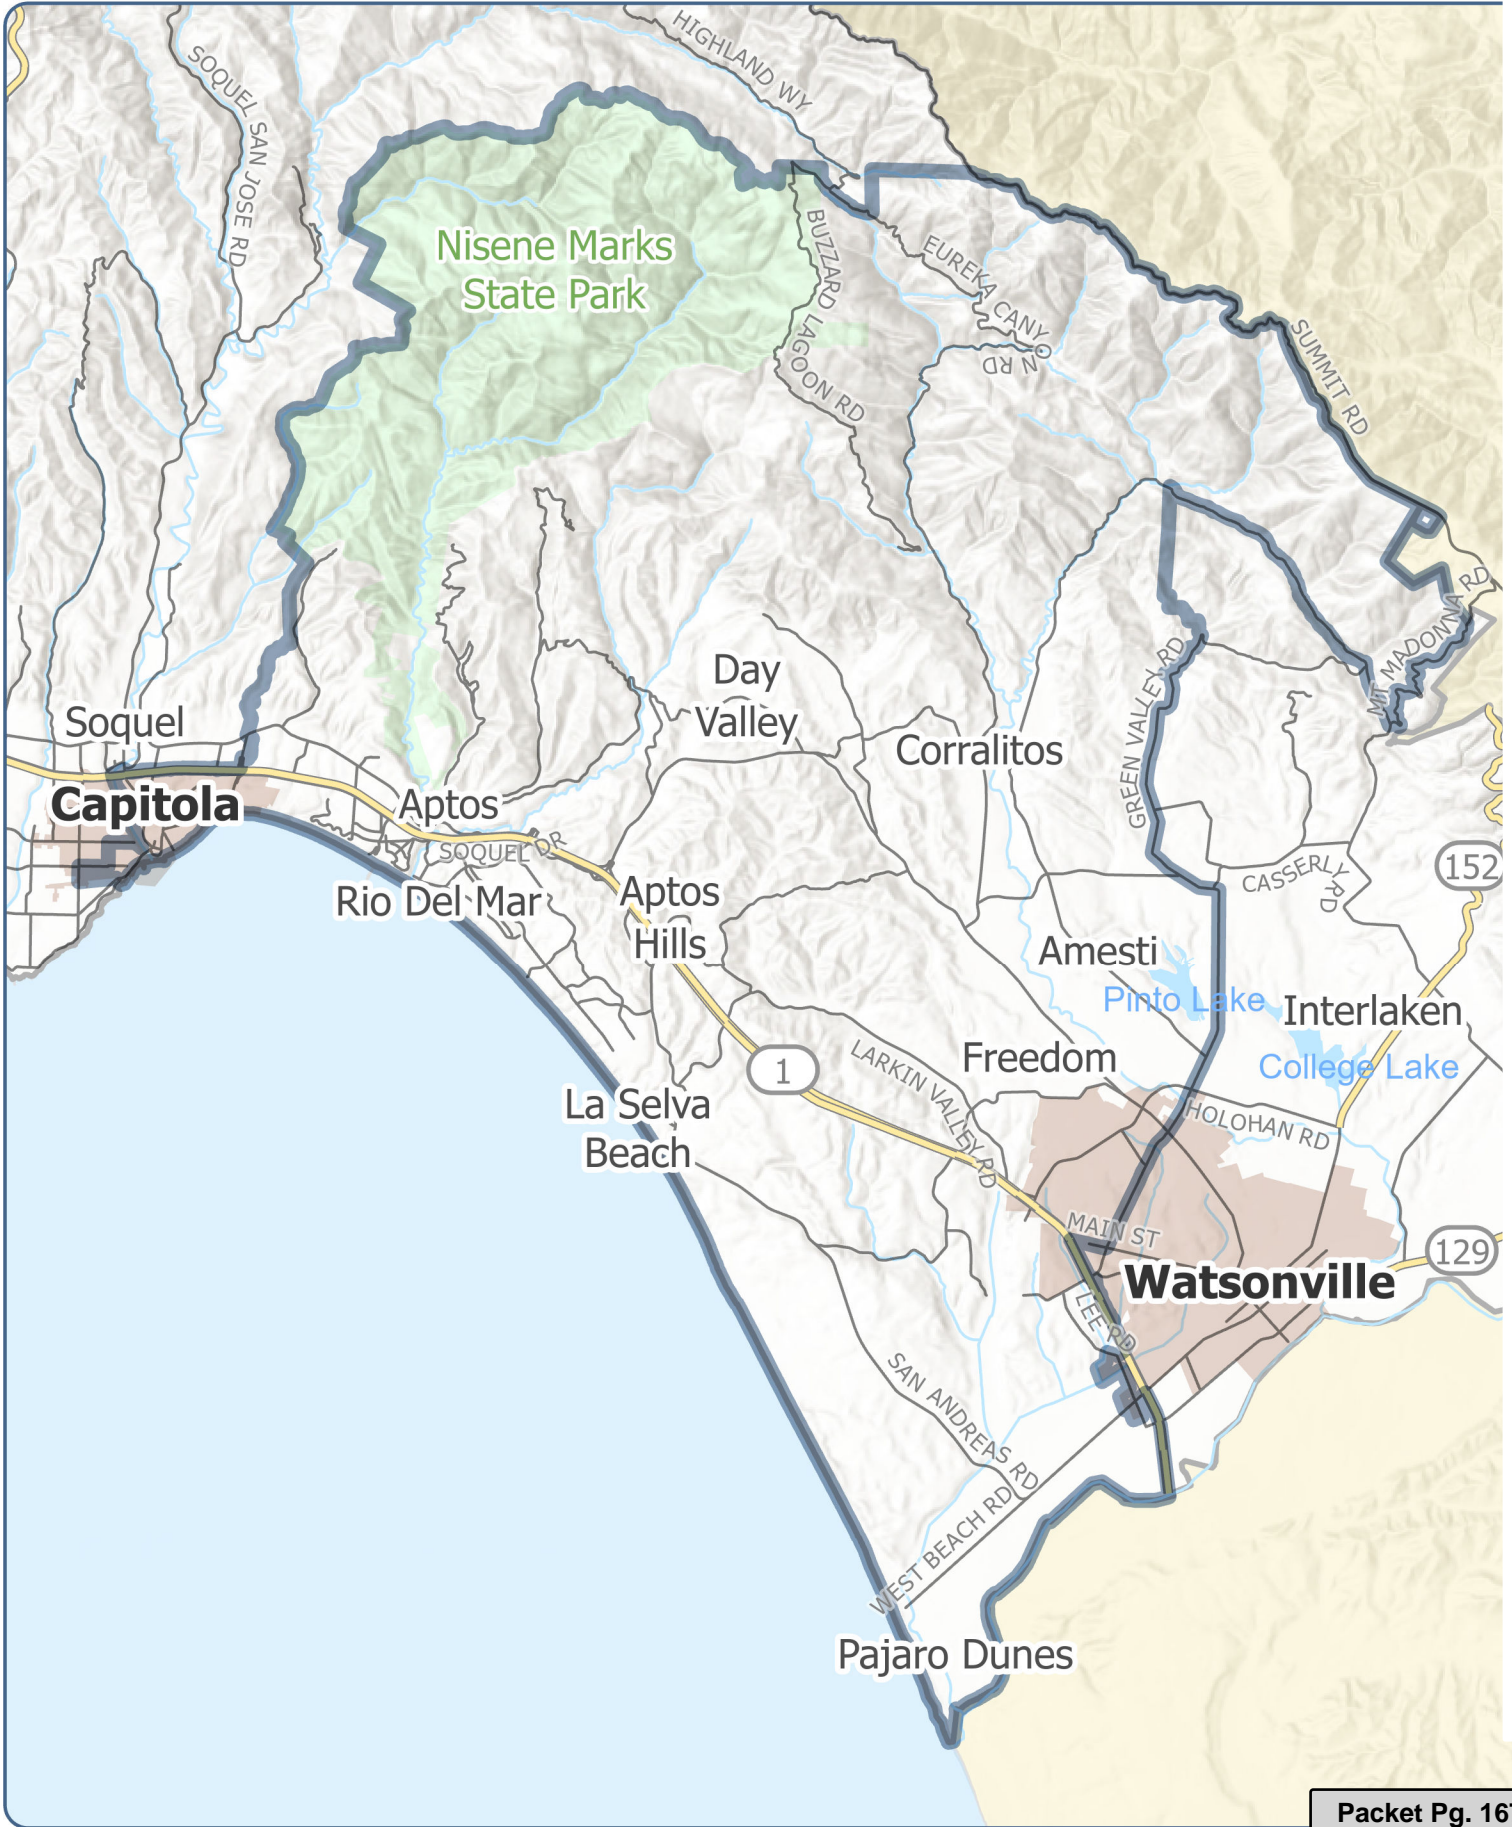 HIGHLAND WY
SOQUEL SAN JOSE RD
Nisene Marks
State Park
BUZZARD LAGOON RD
EUREKA CANYON RD
SUMMIT RD
MT MADONNA RD
GREEN VALLEY RD
Day
Valley
Soquel
Corralitos
Capitola
Aptos
SOQUEL DR
152
CASSERLY RD
Rio Del Mar
Aptos
Hills
Amesti
Pinto Lake
Interlaken
Freedom
College Lake
1
LARKIN VALLEY RD
La Selva
Beach
HOLOHAN RD
MAIN ST
129
Watsonville
LEE RD
SAN ANDREAS RD
WEST BEACH RD
Pajaro Dunes
Packet Pg. 16